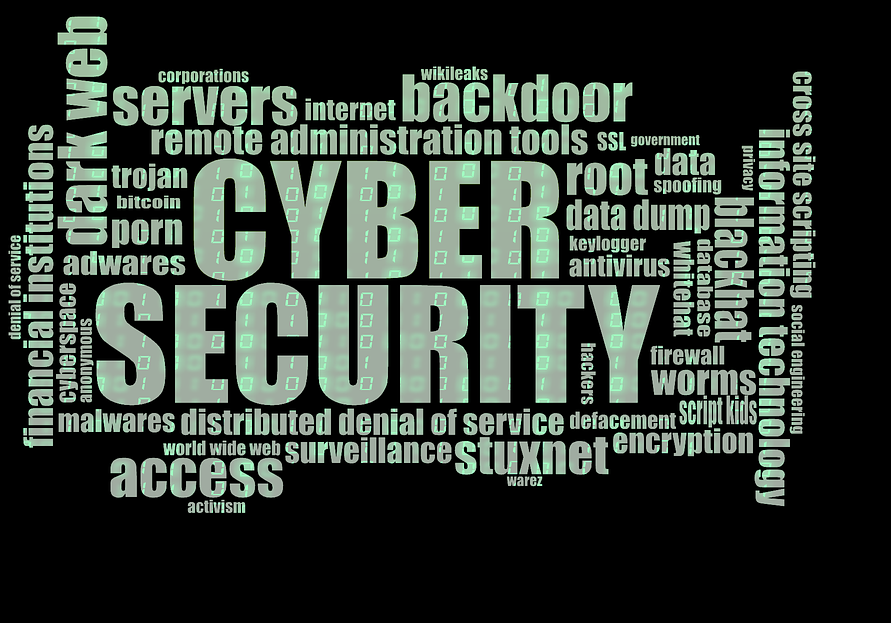 dark web
corporations
wikileaks
servers
internet
backdoor
remote administration tools
SSL
government
cross site scripting
privacy
information technology
trojan
bitcoin
porn
adwares
CYBER
root
data
spoofing
data dump
keylogger
antivirus
blackhat
database
whitehat
denial of service
financial institutions
cyberspace
anonymous
SECURITY
hackers
firewall
worms
script kids
social engineering
malwares
distributed denial of service
defacement
encryption
world wide web
surveillance
stuxnet
access
warez
activism